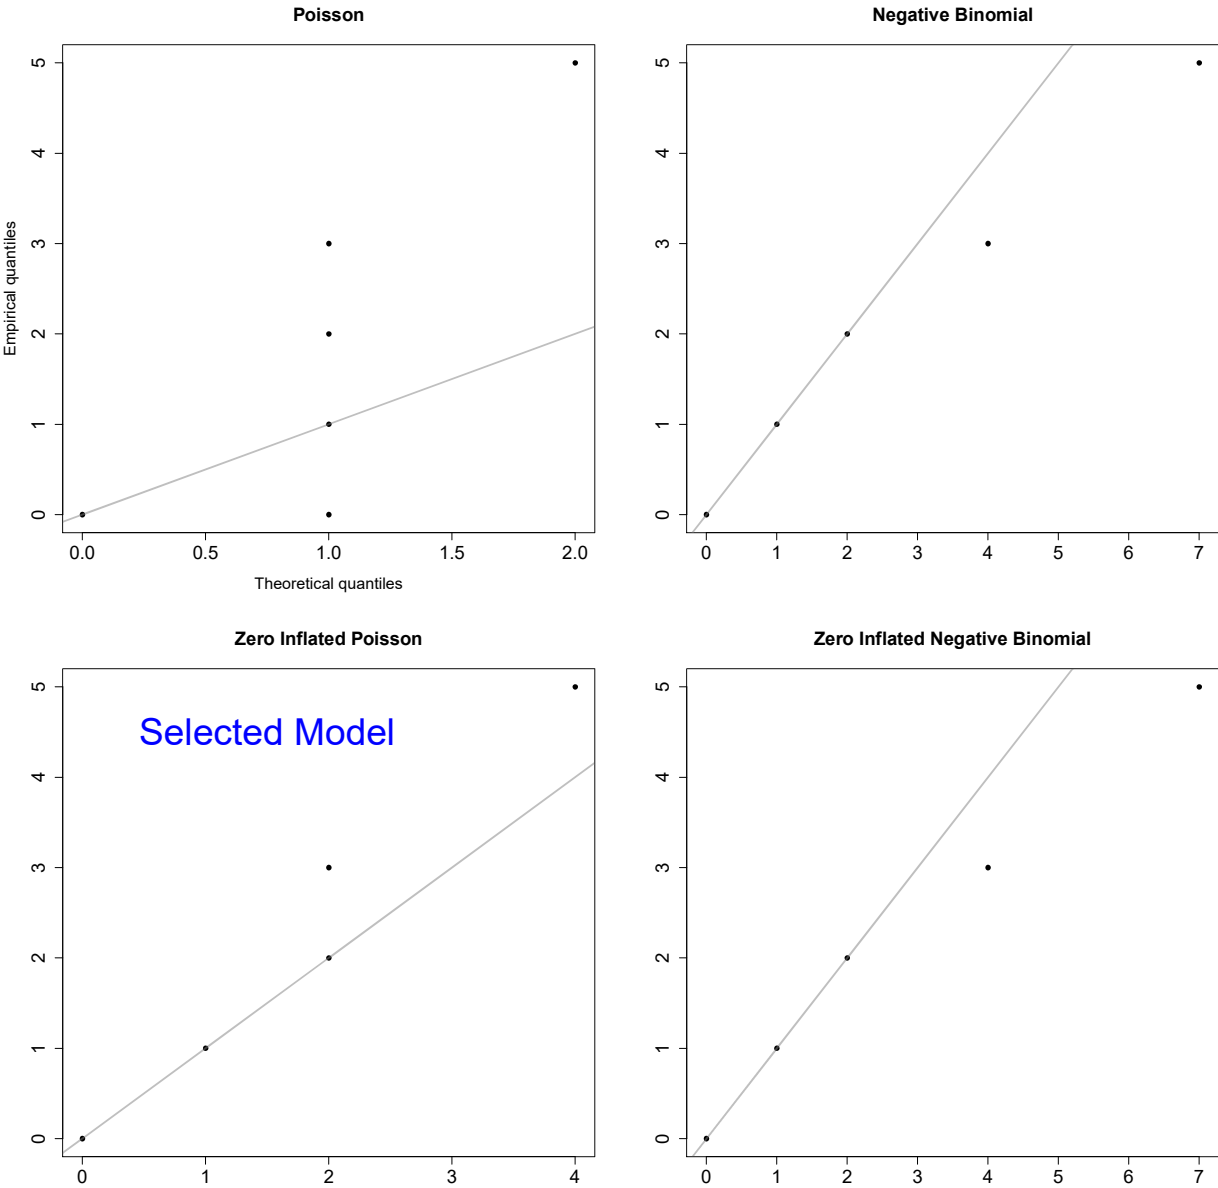 Poisson
Empirical quantiles
5
4
3
2
1
0
0.0 0.5 1.0 1.5 2.0
Theoretical quantiles
Negative Binomial
5
4
3
2
1
0
0 1 2 3 4 5 6 7
Zero Inflated Poisson
Selected Model
5
4
3
2
1
0
0 1 2 3 4
Zero Inflated Negative Binomial
5
4
3
2
1
0
0 1 2 3 4 5 6 7